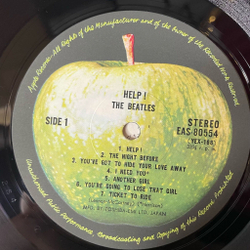 Apple Records · All Rights of the Manufacturer and of the Owner of the Recorded Work Reserved
HELP!
THE BEATLES
SIDE 1
STEREO
EAS-80554
(YEX-168)
1. HELP!
2. THE NIGHT BEFORE
3. YOU'VE GOT TO HIDE YOUR LOVE AWAY
4. I NEED YOU*
5. ANOTHER GIRL
6. YOU'RE GOING TO LOSE THAT GIRL
7. TICKET TO RIDE
Unauthorised Public Performance, Broadcasting and Copying of this Record Prohibited